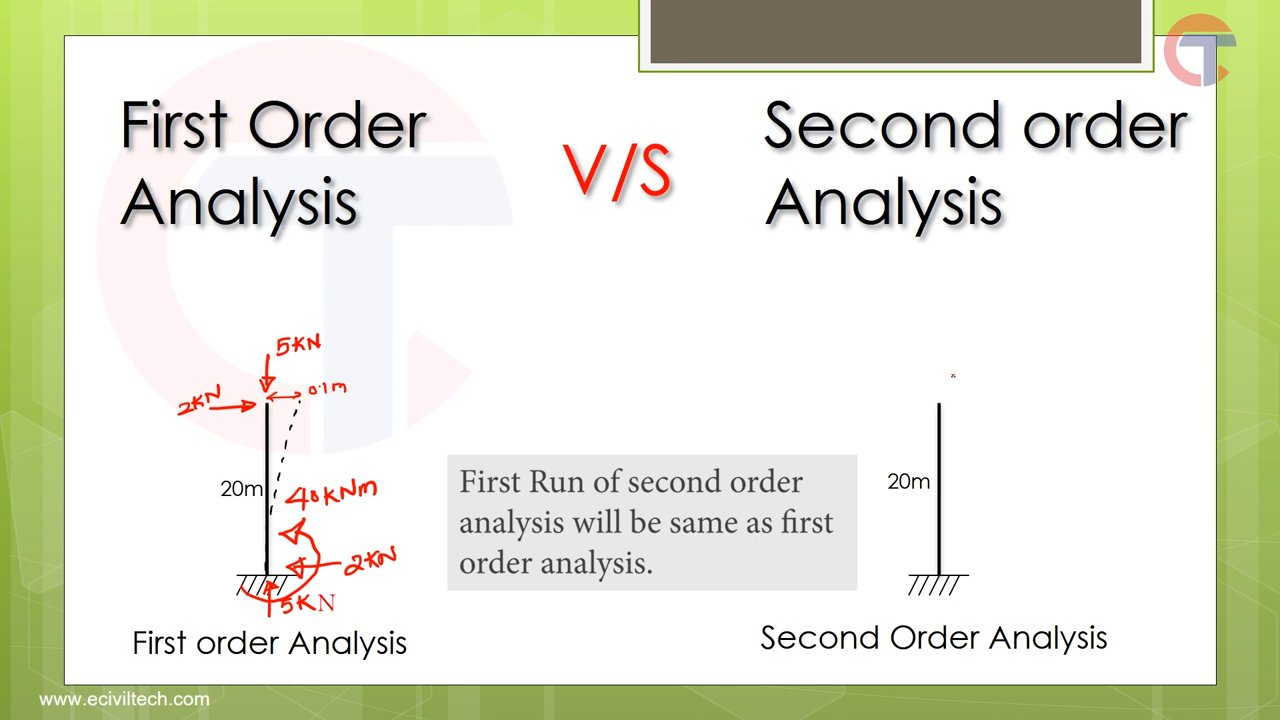 First Order
Analysis
V/S
Second order
Analysis
5KN
2KN
0.1m
20m
40KNm
2KN
5KN
First order Analysis
First Run of second order
analysis will be same as first
order analysis.
20m
Second Order Analysis
www.eciviltech.com